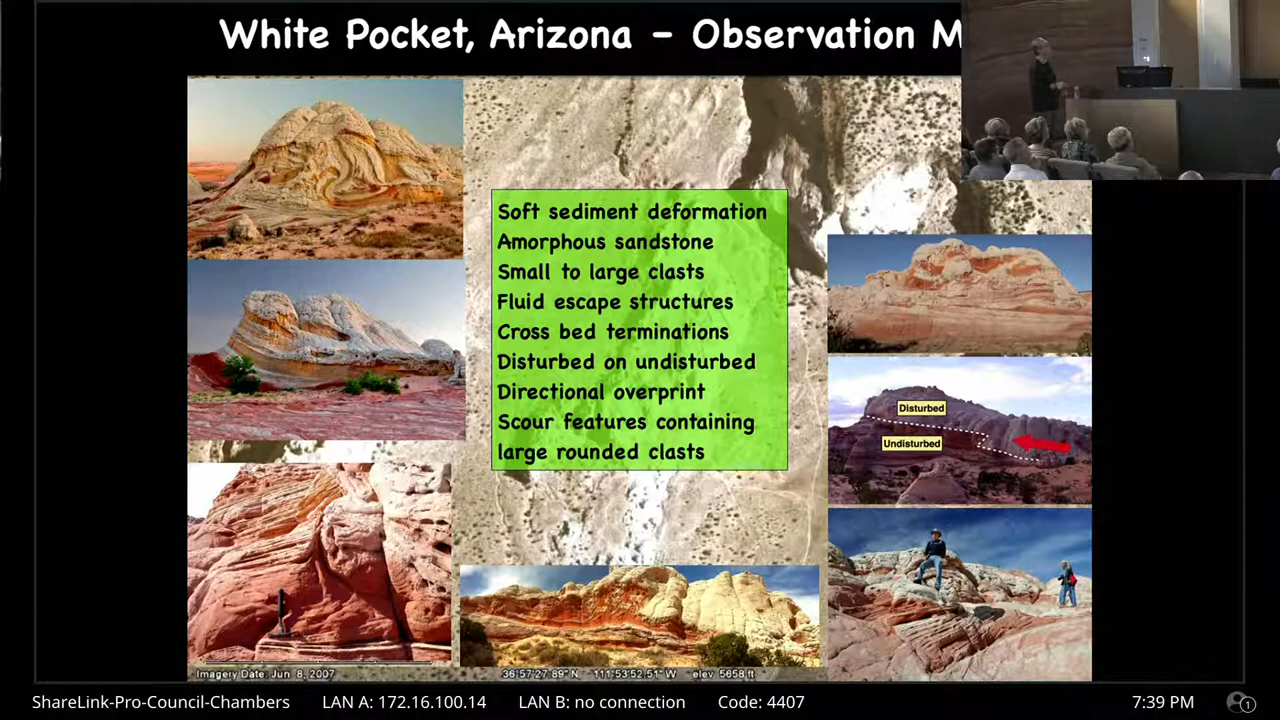 White Pocket, Arizona – Observation M
Soft sediment deformation
Amorphous sandstone
Small to large clasts
Fluid escape structures
Cross bed terminations
Disturbed on undisturbed
Directional overprint
Scour features containing
large rounded clasts
Disturbed
Undisturbed
Imagery Date: Jun 8, 2007
36°57'27.89" N
111°53'52.51" W
elev 5658 ft
ShareLink-Pro-Council-Chambers
LAN A: 172.16.100.14
LAN B: no connection
Code: 4407
7:39 PM
1